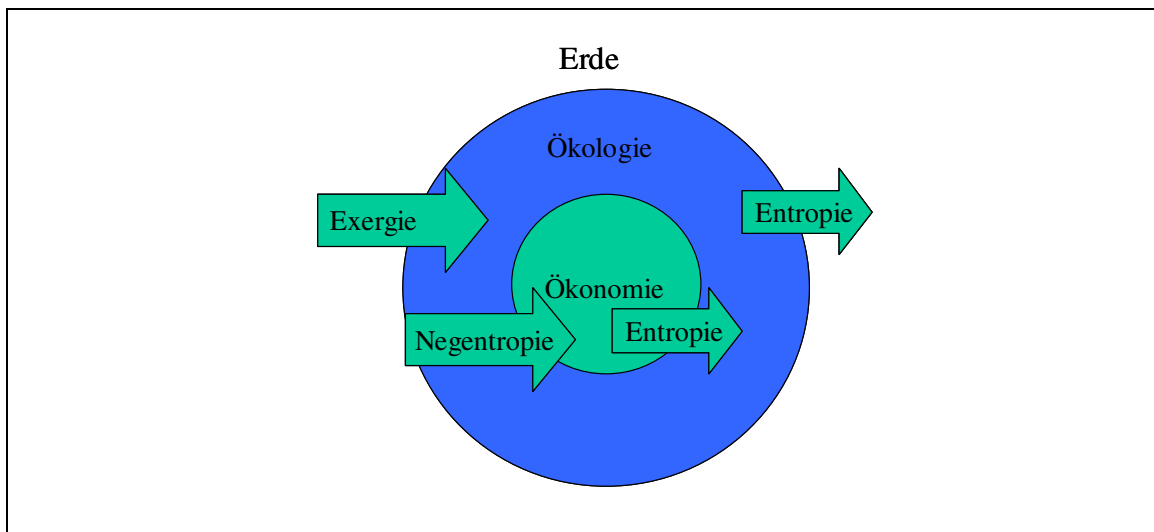 Erde
Ökologie
Exergie
Entropie
Ökonomie
Negentropie
Entropie